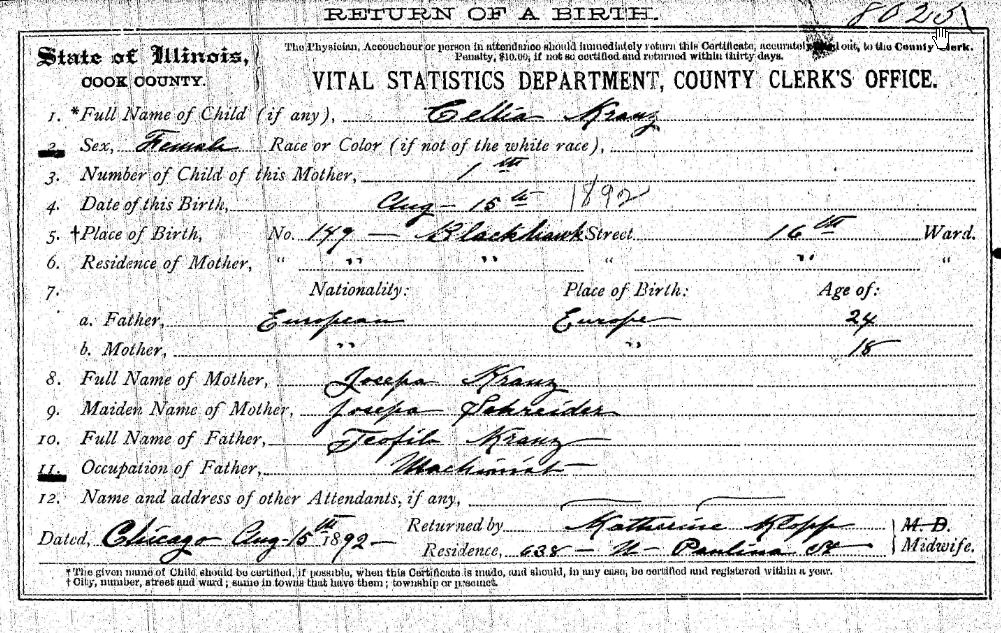 RETURN OF A BIRTH.
80251
State of Illinois,
COOK COUNTY.
The Physician, Accoucheur or person in attendance should immediately return this Certificate, accurately out, to the County Clerk.
Penalty, $10.00, if not so certified and returned within thirty days.
VITAL STATISTICS DEPARTMENT, COUNTY CLERK'S OFFICE.
1. *Full Name of Child (if any), Cellia Kranz
2. Sex, Female Race or Color (if not of the white race),
3. Number of Child of this Mother, 1th
4. Date of this Birth, Aug - 15th 1892
5. †Place of Birth, No. 149 — Blackhawk Street 16th Ward.
6. Residence of Mother, " " " " " "
7. Nationality: Place of Birth: Age of:
a. Father, European Europe 24
b. Mother, " " 18
8. Full Name of Mother, Josepa Kranz
9. Maiden Name of Mother, Josepa Schreider
10. Full Name of Father, Teofil Kranz
11. Occupation of Father, Machinist
12. Name and address of other Attendants, if any,
Dated, Chicago Aug-15th 1892- Returned by Katharine Klopp M. D.
Residence, 638 - N - Paulina St Midwife.
* The given name of Child should be certified, if possible, when this Certificate is made, and should, in any case, be certified and registered within a year.
† City, number, street and ward; same in towns that have them; township or precinct.